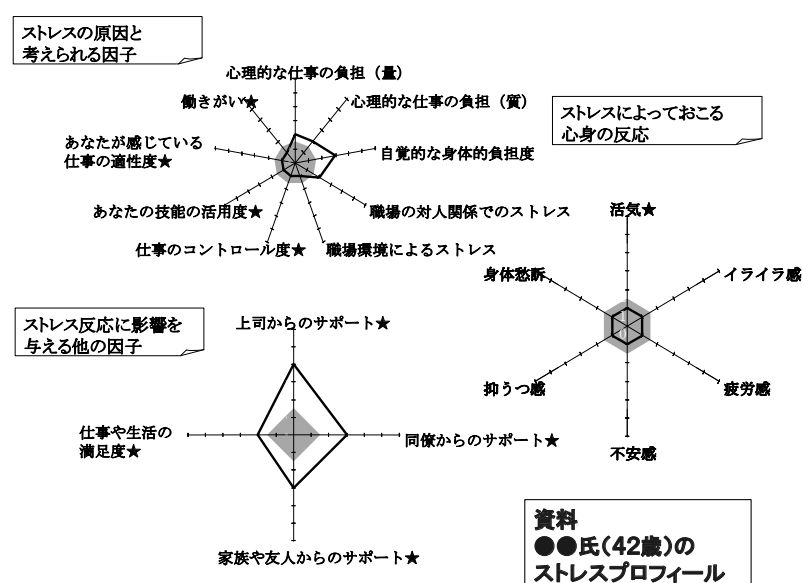 ストレスの原因と
考えられる因子
心理的な仕事の負担（量）
働きがい★
心理的な仕事の負担（質）
あなたが感じている
仕事の適性度★
自覚的な身体的負担度
あなたの技能の活用度★
職場の対人関係でのストレス
仕事のコントロール度★
職場環境によるストレス
ストレスによっておこる
心身の反応
活気★
身体愁訴
イライラ感
抑うつ感
疲労感
不安感
ストレス反応に影響を
与える他の因子
上司からのサポート★
仕事や生活の
満足度★
同僚からのサポート★
家族や友人からのサポート★
資料
●●氏（42歳）の
ストレスプロフィール